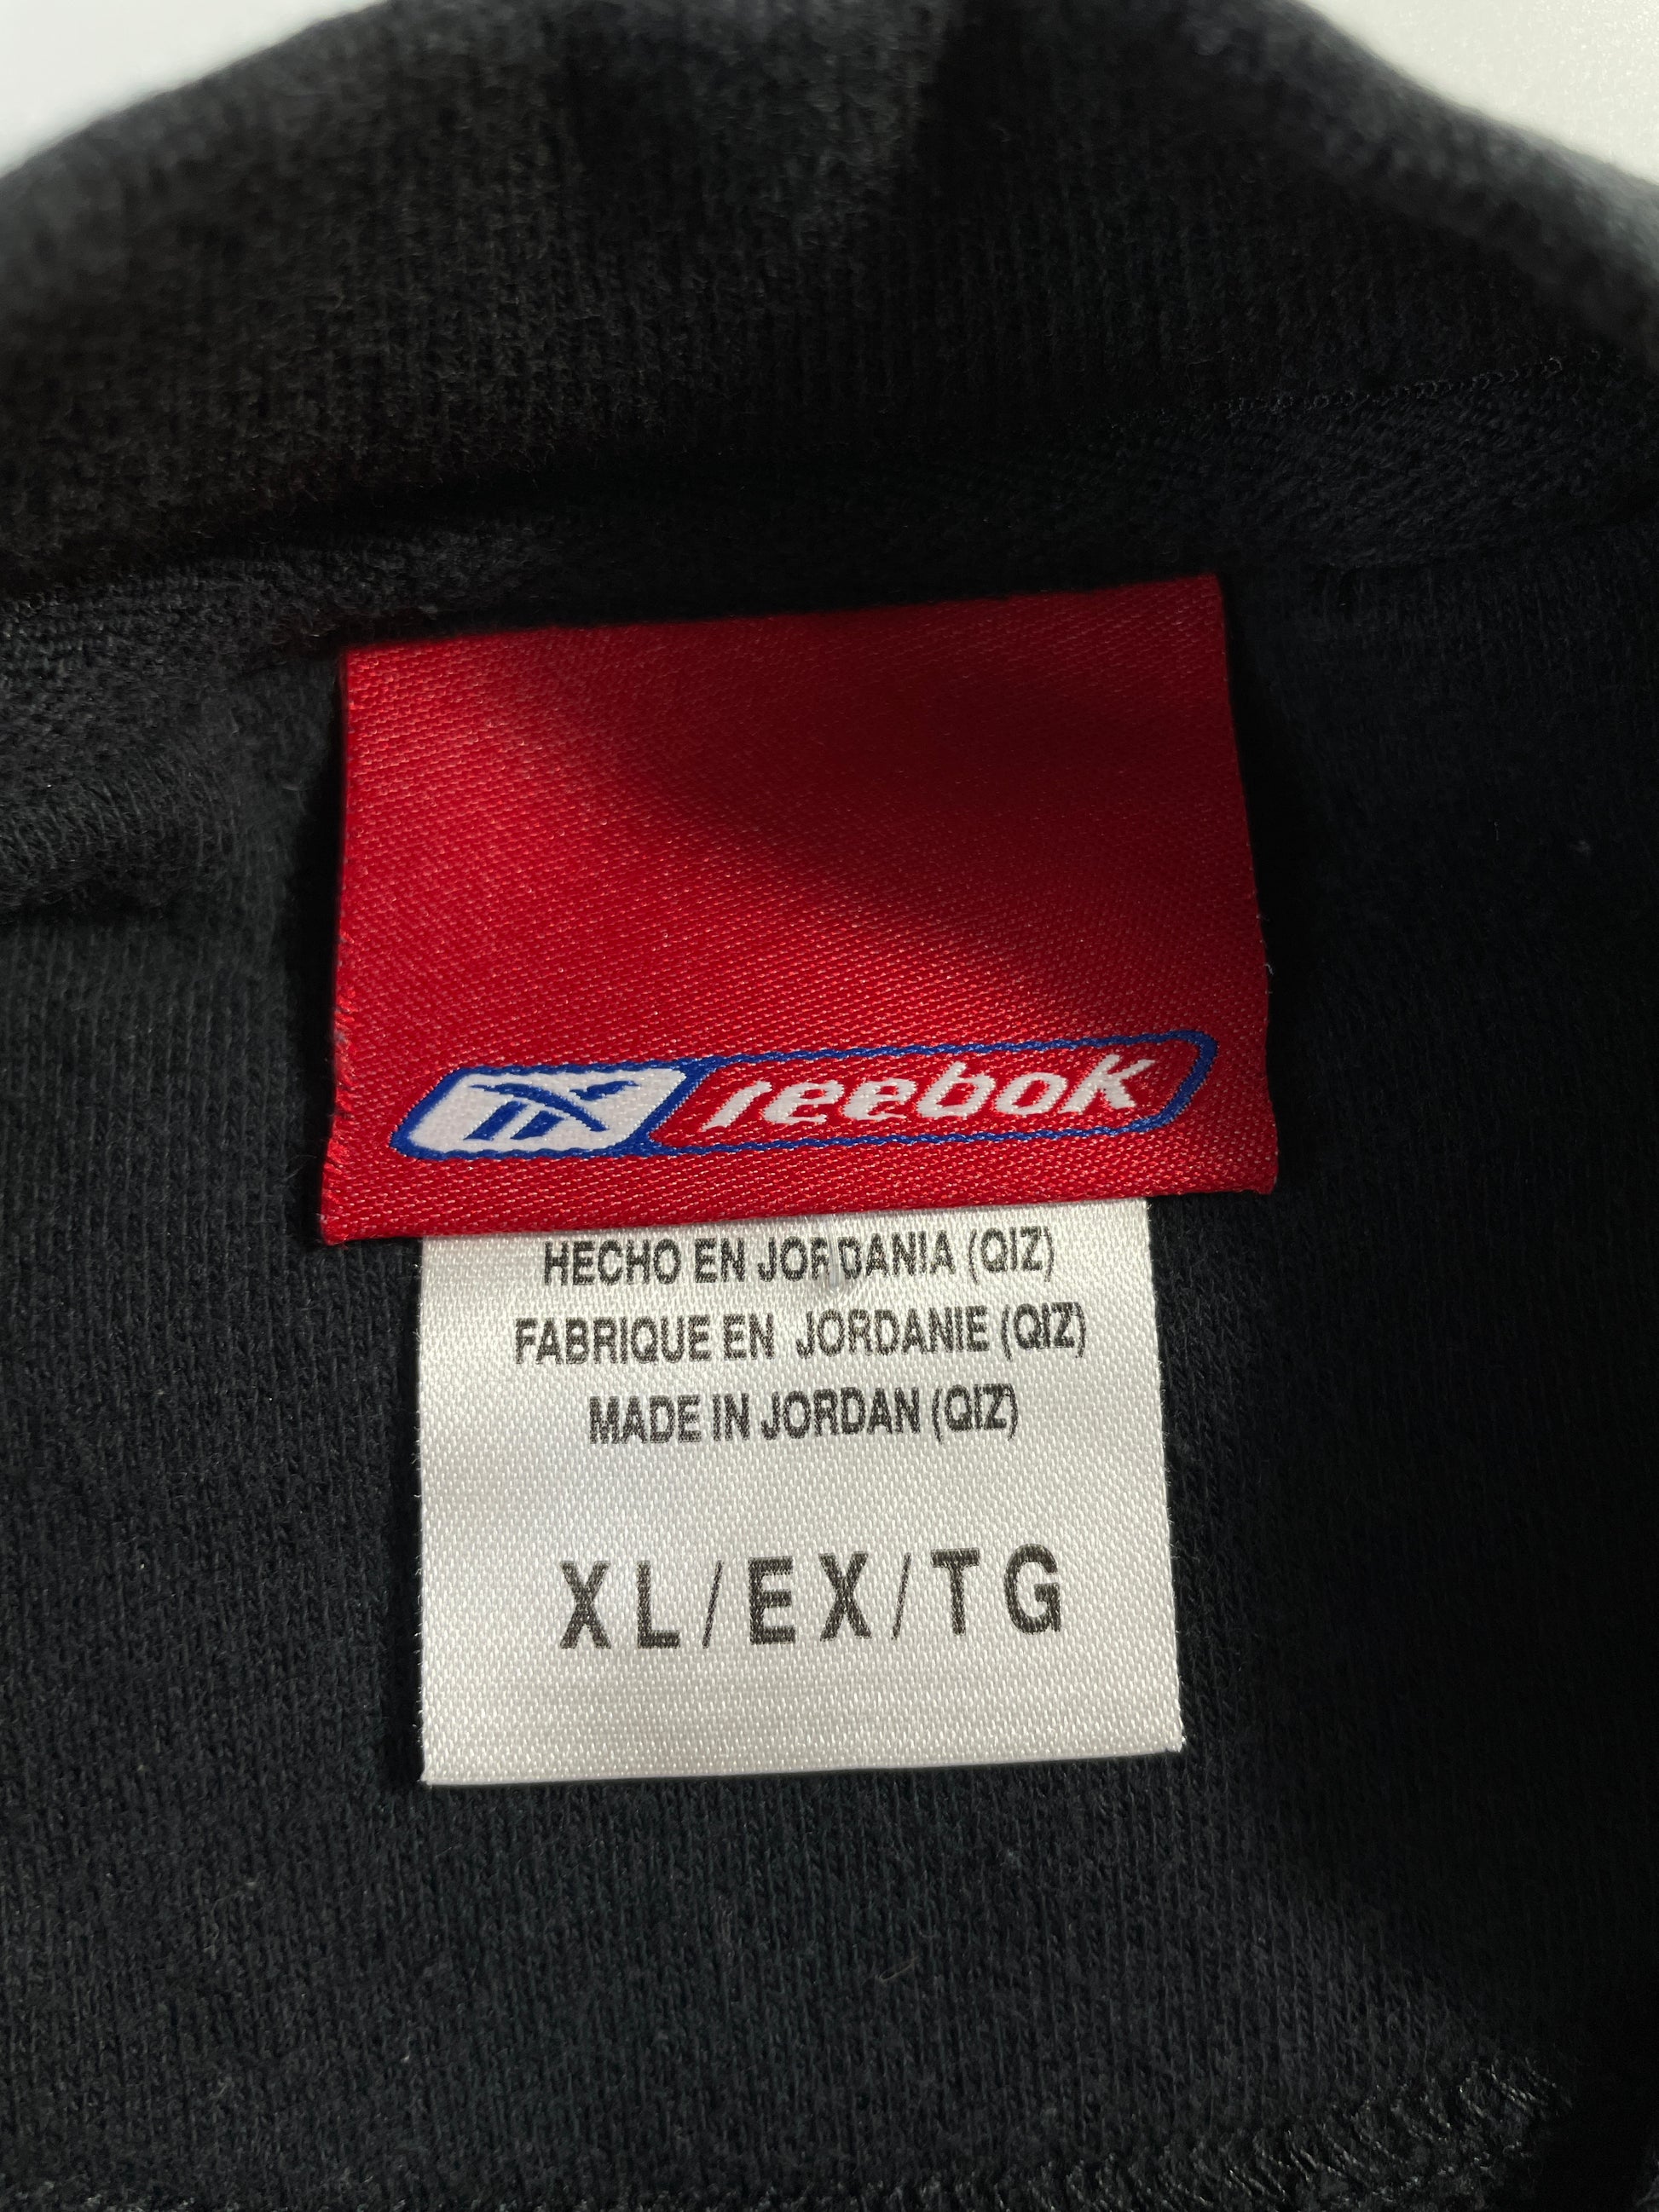 reebok
HECHO EN JORDANIA (QIZ)
FABRIQUE EN JORDANIE (QIZ)
MADE IN JORDAN (QIZ)
XL/EX/TG